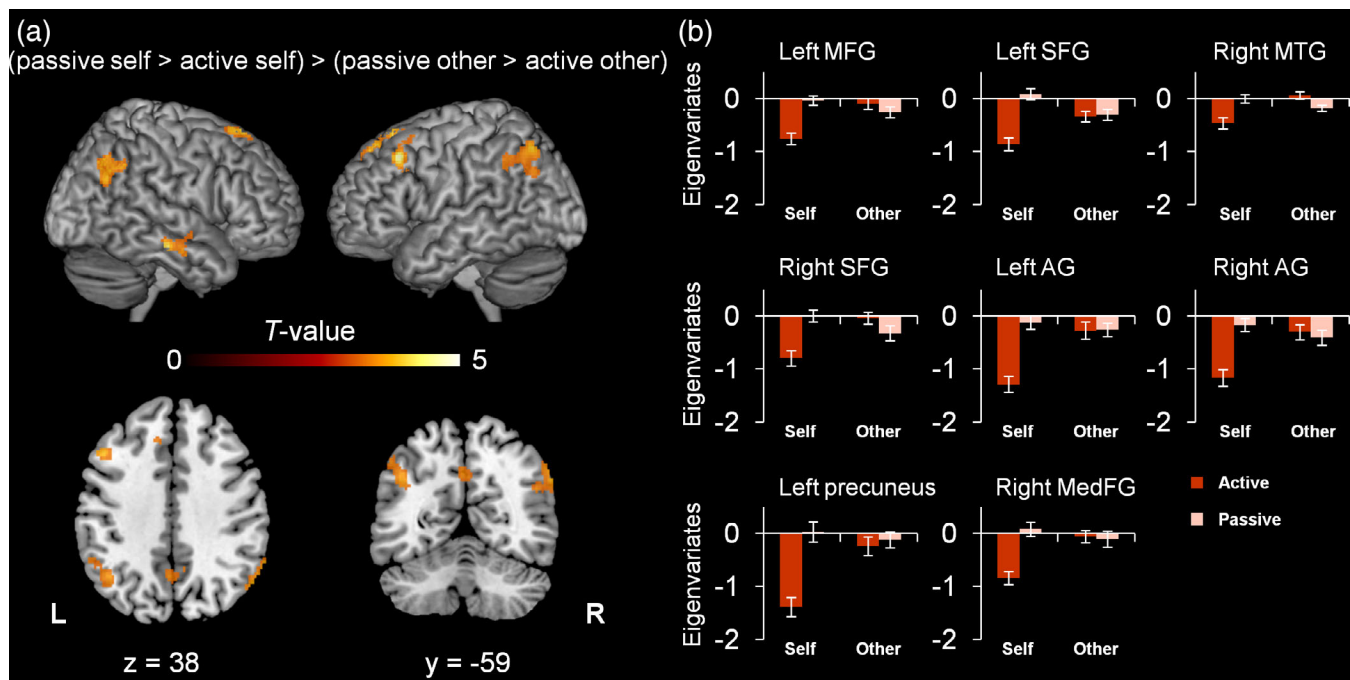 (a)
(passive self > active self) > (passive other > active other)
T-value
0
5
L
R
z = 38
y = -59
(b)
Left MFG
Left SFG
Right MTG
Eigenvariates
0
-1
-2
Self
Other
0
-1
-2
Self
Other
0
-1
-2
Self
Other
Right SFG
Left AG
Right AG
Eigenvariates
0
-1
-2
Self
Other
0
-1
-2
Self
Other
0
-1
-2
Self
Other
Left precuneus
Right MedFG
Eigenvariates
0
-1
-2
Self
Other
0
-1
-2
Self
Other
Active
Passive